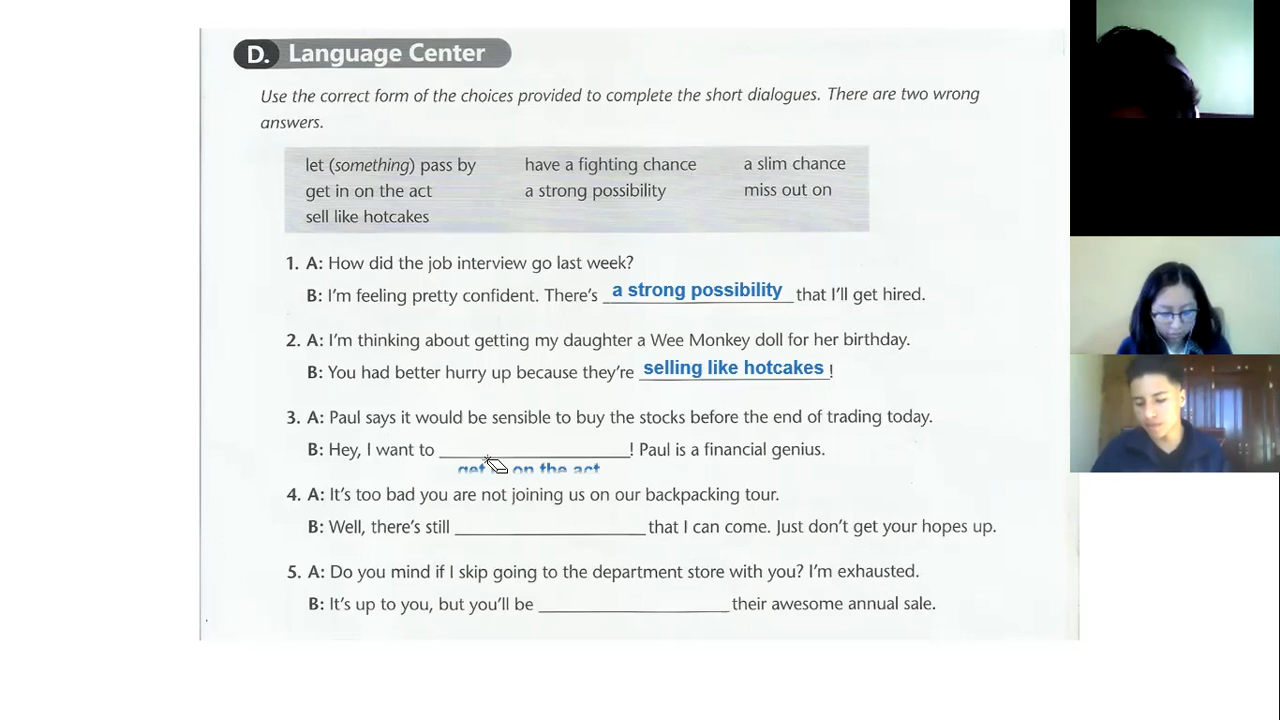 D. Language Center
Use the correct form of the choices provided to complete the short dialogues. There are two wrong
answers.
let (something) pass by have a fighting chance a slim chance
get in on the act a strong possibility miss out on
sell like hotcakes
1. A: How did the job interview go last week?
B: I'm feeling pretty confident. There's a strong possibility that I'll get hired.
2. A: I'm thinking about getting my daughter a Wee Monkey doll for her birthday.
B: You had better hurry up because they're selling like hotcakes !
3. A: Paul says it would be sensible to buy the stocks before the end of trading today.
B: Hey, I want to ____________________! Paul is a financial genius.
get in on the act
4. A: It's too bad you are not joining us on our backpacking tour.
B: Well, there's still ____________________ that I can come. Just don't get your hopes up.
5. A: Do you mind if I skip going to the department store with you? I'm exhausted.
B: It's up to you, but you'll be ____________________ their awesome annual sale.